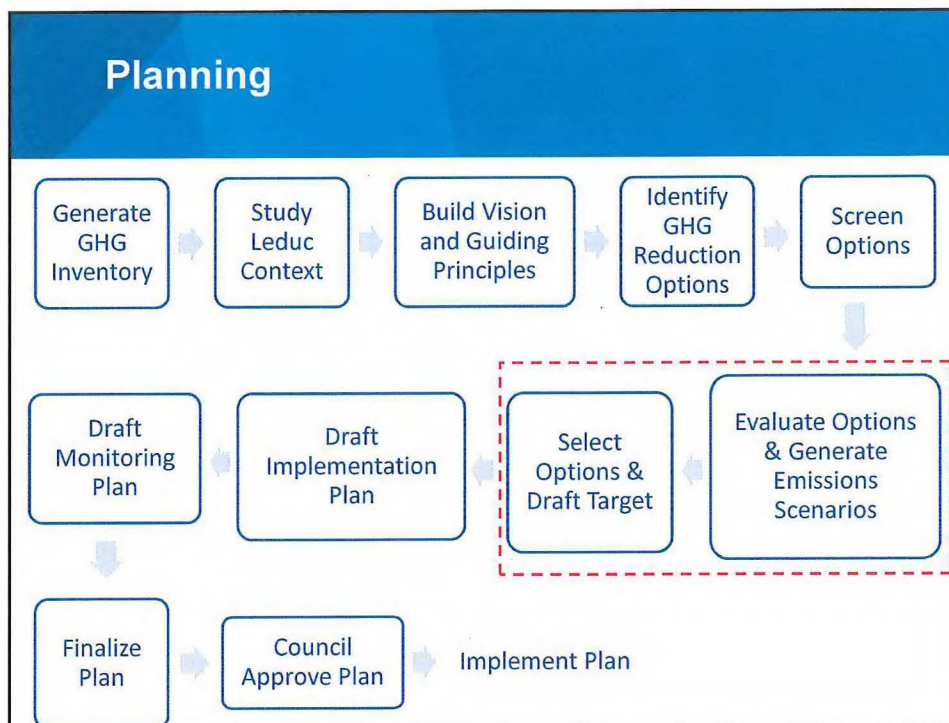 Planning
Generate
GHG
Inventory
Study
Leduc
Context
Build Vision
and Guiding
Principles
Identify
GHG
Reduction
Options
Screen
Options
Evaluate Options
& Generate
Emissions
Scenarios
Select
Options &
Draft Target
Draft
Implementation
Plan
Draft
Monitoring
Plan
Finalize
Plan
Council
Approve Plan
Implement Plan